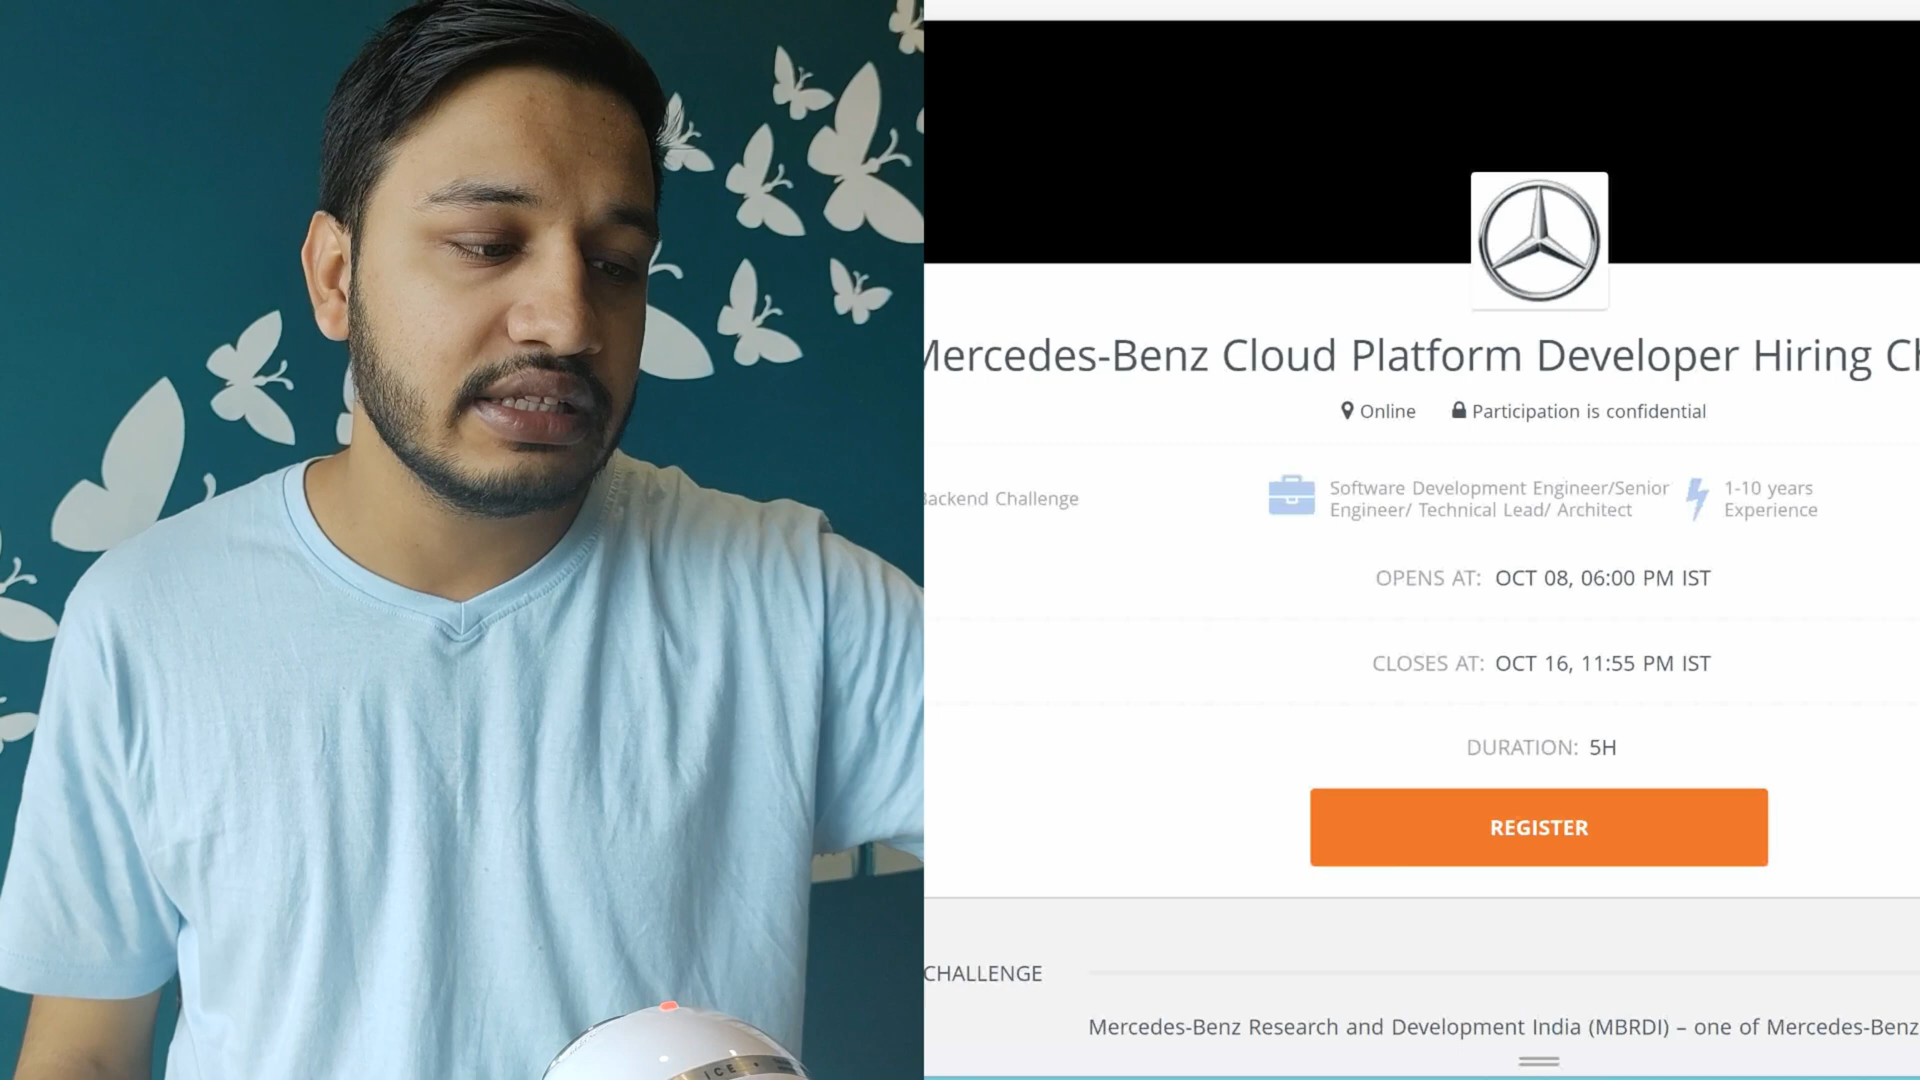 Mercedes-Benz Cloud Platform Developer Hiring Ch
Online Participation is confidential
Backend Challenge
Software Development Engineer/Senior
Engineer/ Technical Lead/ Architect
1-10 years
Experience
OPENS AT: OCT 08, 06:00 PM IST
CLOSES AT: OCT 16, 11:55 PM IST
DURATION: 5H
REGISTER
CHALLENGE
Mercedes-Benz Research and Development India (MBRDI) – one of Mercedes-Benz
ICE